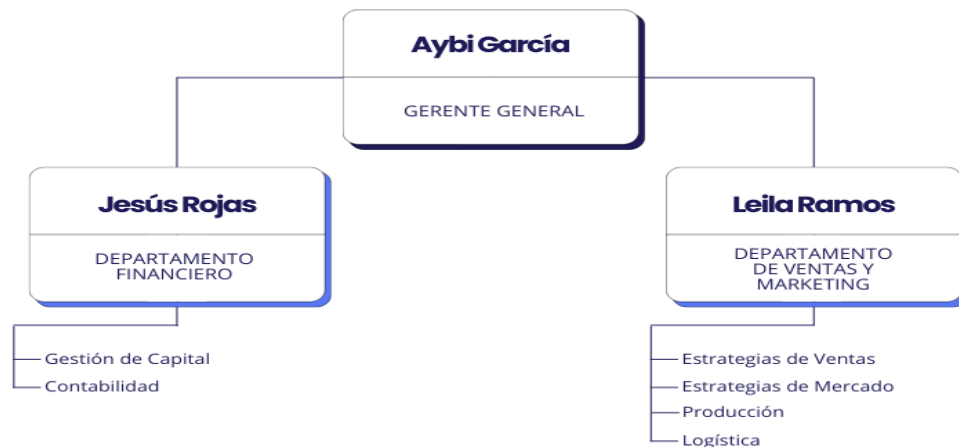 Aybi García
GERENTE GENERAL
Jesús Rojas
DEPARTAMENTO
FINANCIERO
Gestión de Capital
Contabilidad
Leila Ramos
DEPARTAMENTO
DE VENTAS Y
MARKETING
Estrategias de Ventas
Estrategias de Mercado
Producción
Logística